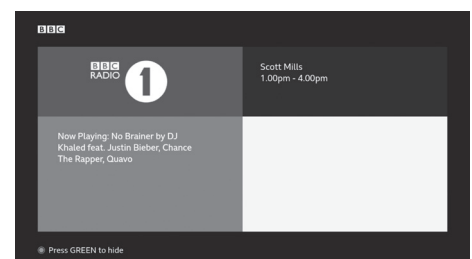 BBC
BBC
RADIO 1
Scott Mills
1.00pm - 4.00pm
Now Playing: No Brainer by DJ
Khaled feat. Justin Bieber, Chance
The Rapper, Quavo
Press GREEN to hide